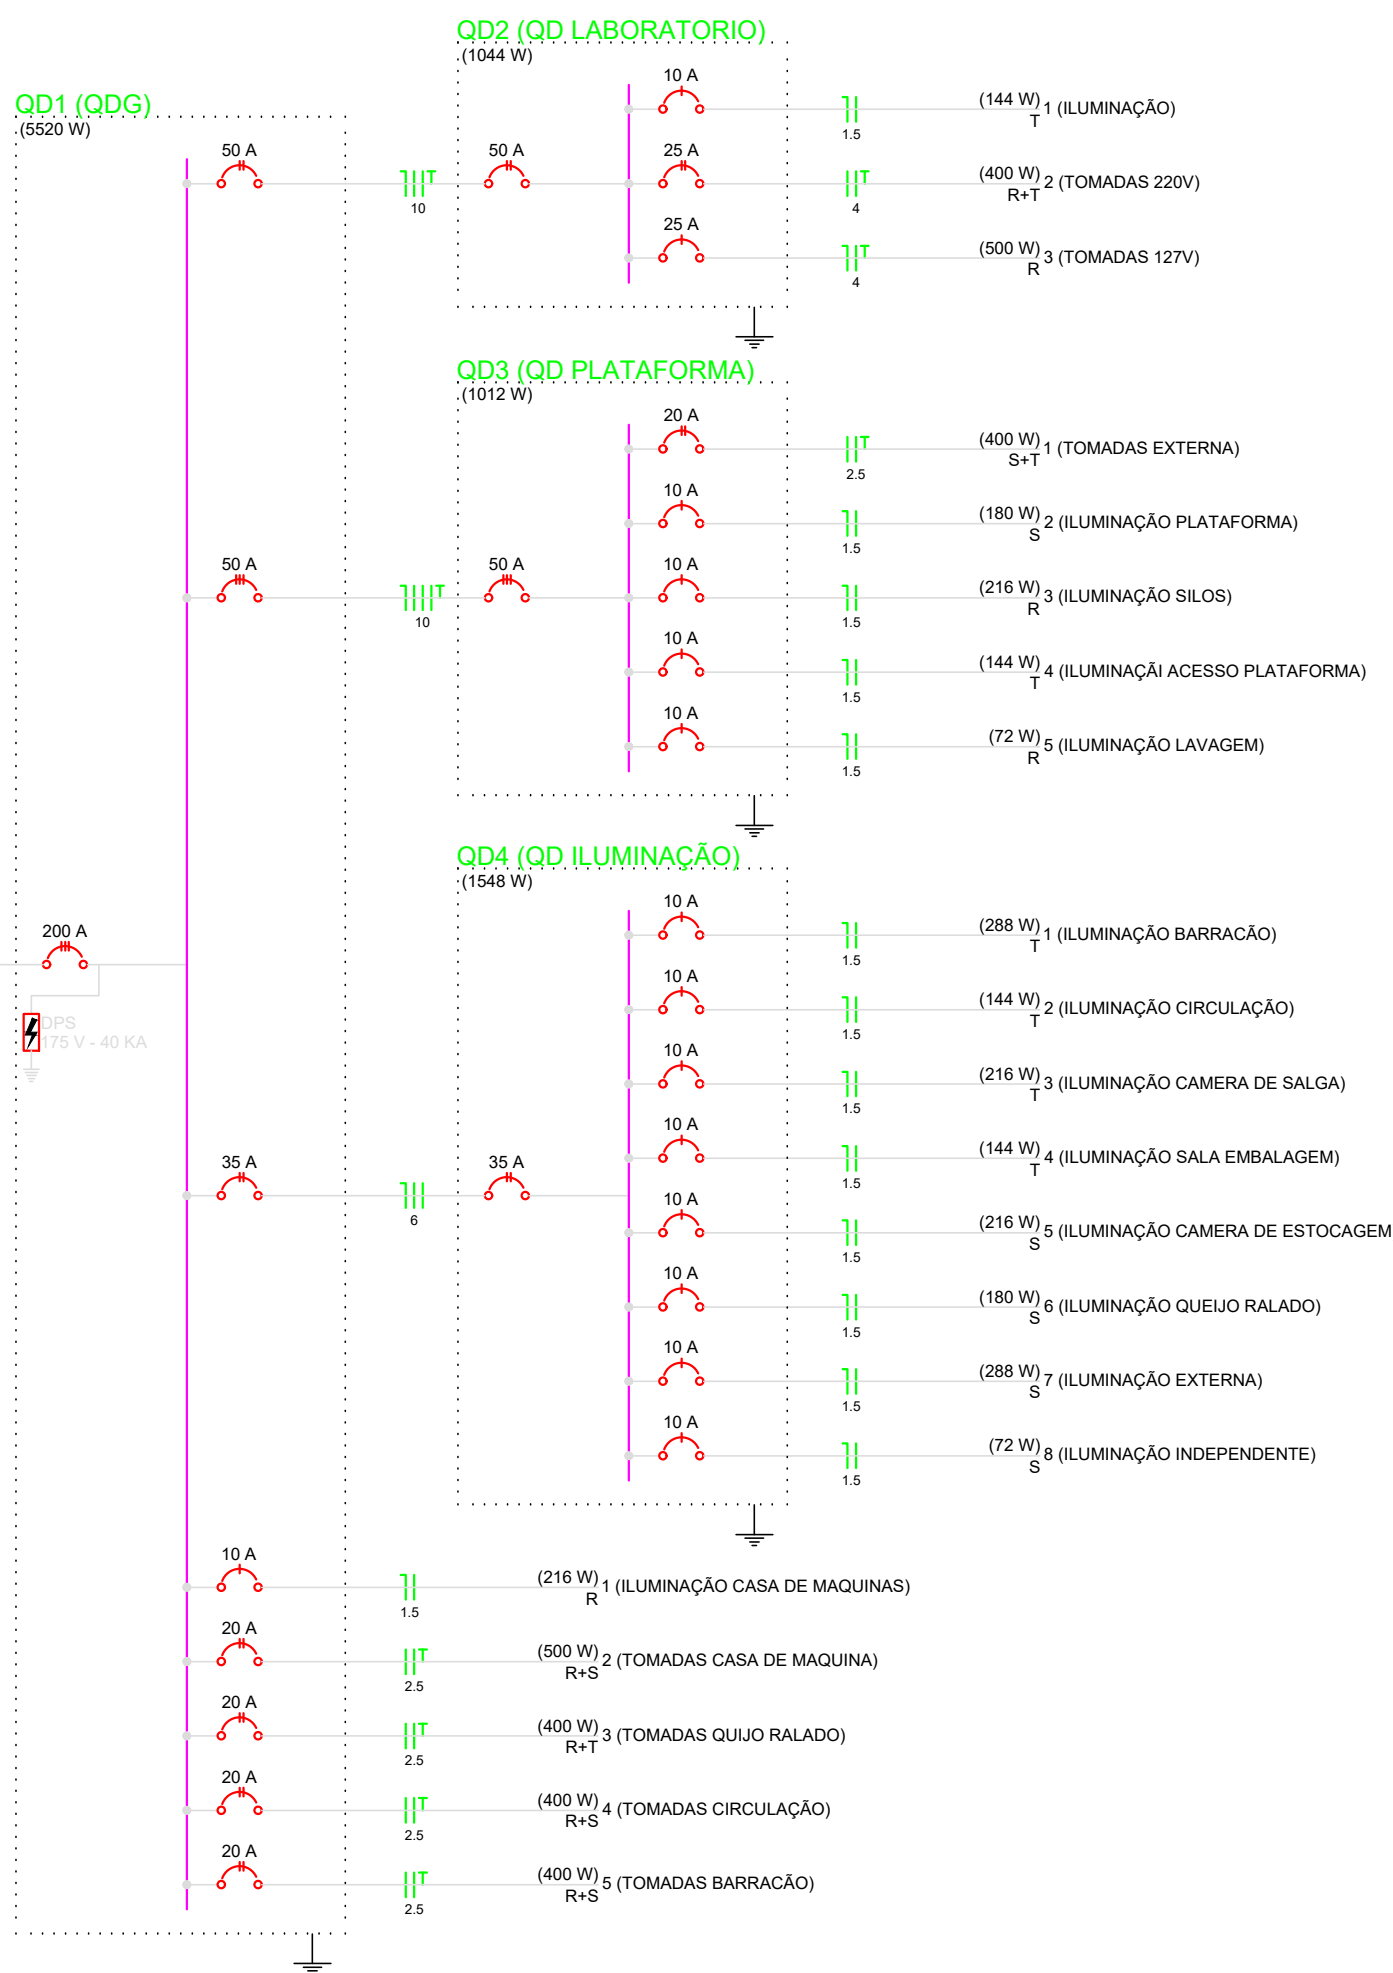 QD2 (QD LABORATORIO)
(1044 W)
10 A
(144 W)
T
1 (ILUMINAÇÃO)
1.5
QD1 (QDG)
(5520 W)
50 A
T
10
50 A
25 A
T
4
(400 W)
R+T
2 (TOMADAS 220V)
25 A
T
4
(500 W)
R
3 (TOMADAS 127V)
QD3 (QD PLATAFORMA)
(1012 W)
20 A
T
2.5
(400 W)
S+T
1 (TOMADAS EXTERNA)
10 A
1.5
(180 W)
S
2 (ILUMINAÇÃO PLATAFORMA)
50 A
T
10
50 A
10 A
1.5
(216 W)
R
3 (ILUMINAÇÃO SILOS)
10 A
1.5
(144 W)
T
4 (ILUMINAÇÃI ACESSO PLATAFORMA)
10 A
1.5
(72 W)
R
5 (ILUMINAÇÃO LAVAGEM)
QD4 (QD ILUMINAÇÃO)
(1548 W)
10 A
1.5
(288 W)
T
1 (ILUMINAÇÃO BARRACÃO)
200 A
DPS
175 V - 40 KA
10 A
1.5
(144 W)
T
2 (ILUMINAÇÃO CIRCULAÇÃO)
10 A
1.5
(216 W)
T
3 (ILUMINAÇÃO CAMERA DE SALGA)
10 A
1.5
(144 W)
T
4 (ILUMINAÇÃO SALA EMBALAGEM)
35 A
6
35 A
10 A
1.5
(216 W)
S
5 (ILUMINAÇÃO CAMERA DE ESTOCAGEM
10 A
1.5
(180 W)
S
6 (ILUMINAÇÃO QUEIJO RALADO)
10 A
1.5
(288 W)
S
7 (ILUMINAÇÃO EXTERNA)
10 A
1.5
(72 W)
S
8 (ILUMINAÇÃO INDEPENDENTE)
10 A
1.5
(216 W)
R
1 (ILUMINAÇÃO CASA DE MAQUINAS)
20 A
T
2.5
(500 W)
R+S
2 (TOMADAS CASA DE MAQUINA)
20 A
T
2.5
(400 W)
R+T
3 (TOMADAS QUIJO RALADO)
20 A
T
2.5
(400 W)
R+S
4 (TOMADAS CIRCULAÇÃO)
20 A
T
2.5
(400 W)
R+S
5 (TOMADAS BARRACÃO)